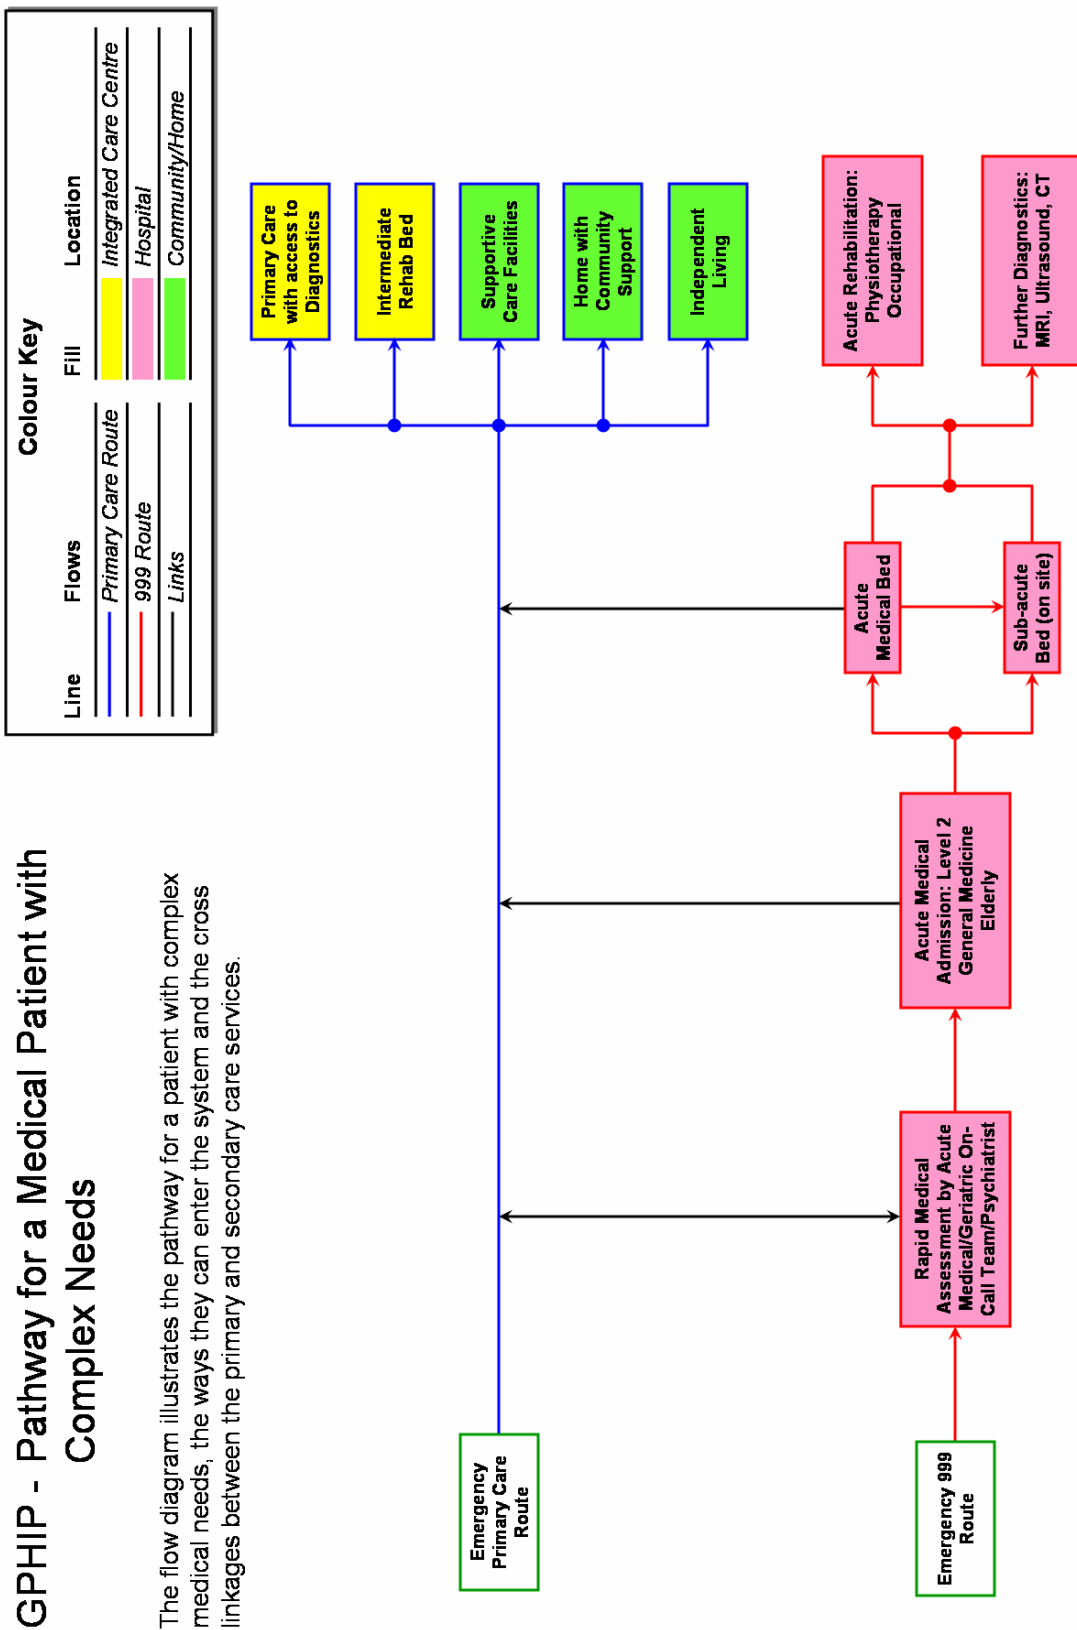 GPHIP - Pathway for a Medical Patient with
Complex Needs
The flow diagram illustrates the pathway for a patient with complex
medical needs, the ways they can enter the system and the cross
linkages between the primary and secondary care services.
Colour Key
Line Flows Fill Location
Primary Care Route Integrated Care Centre
999 Route Hospital
Links Community/Home
Primary Care
with access to
Diagnostics
Intermediate
Rehab Bed
Supportive
Care Facilities
Home with
Community
Support
Independent
Living
Emergency
Primary Care
Route
Emergency 999
Route
Rapid Medical
Assessment by Acute
Medical/Geriatric On-
Call Team/Psychiatrist
Acute Medical
Admission: Level 2
General Medicine
Elderly
Acute
Medical Bed
Sub-acute
Bed (on site)
Acute Rehabilitation:
Physiotherapy
Occupational
Further Diagnostics:
MRI, Ultrasound, CT